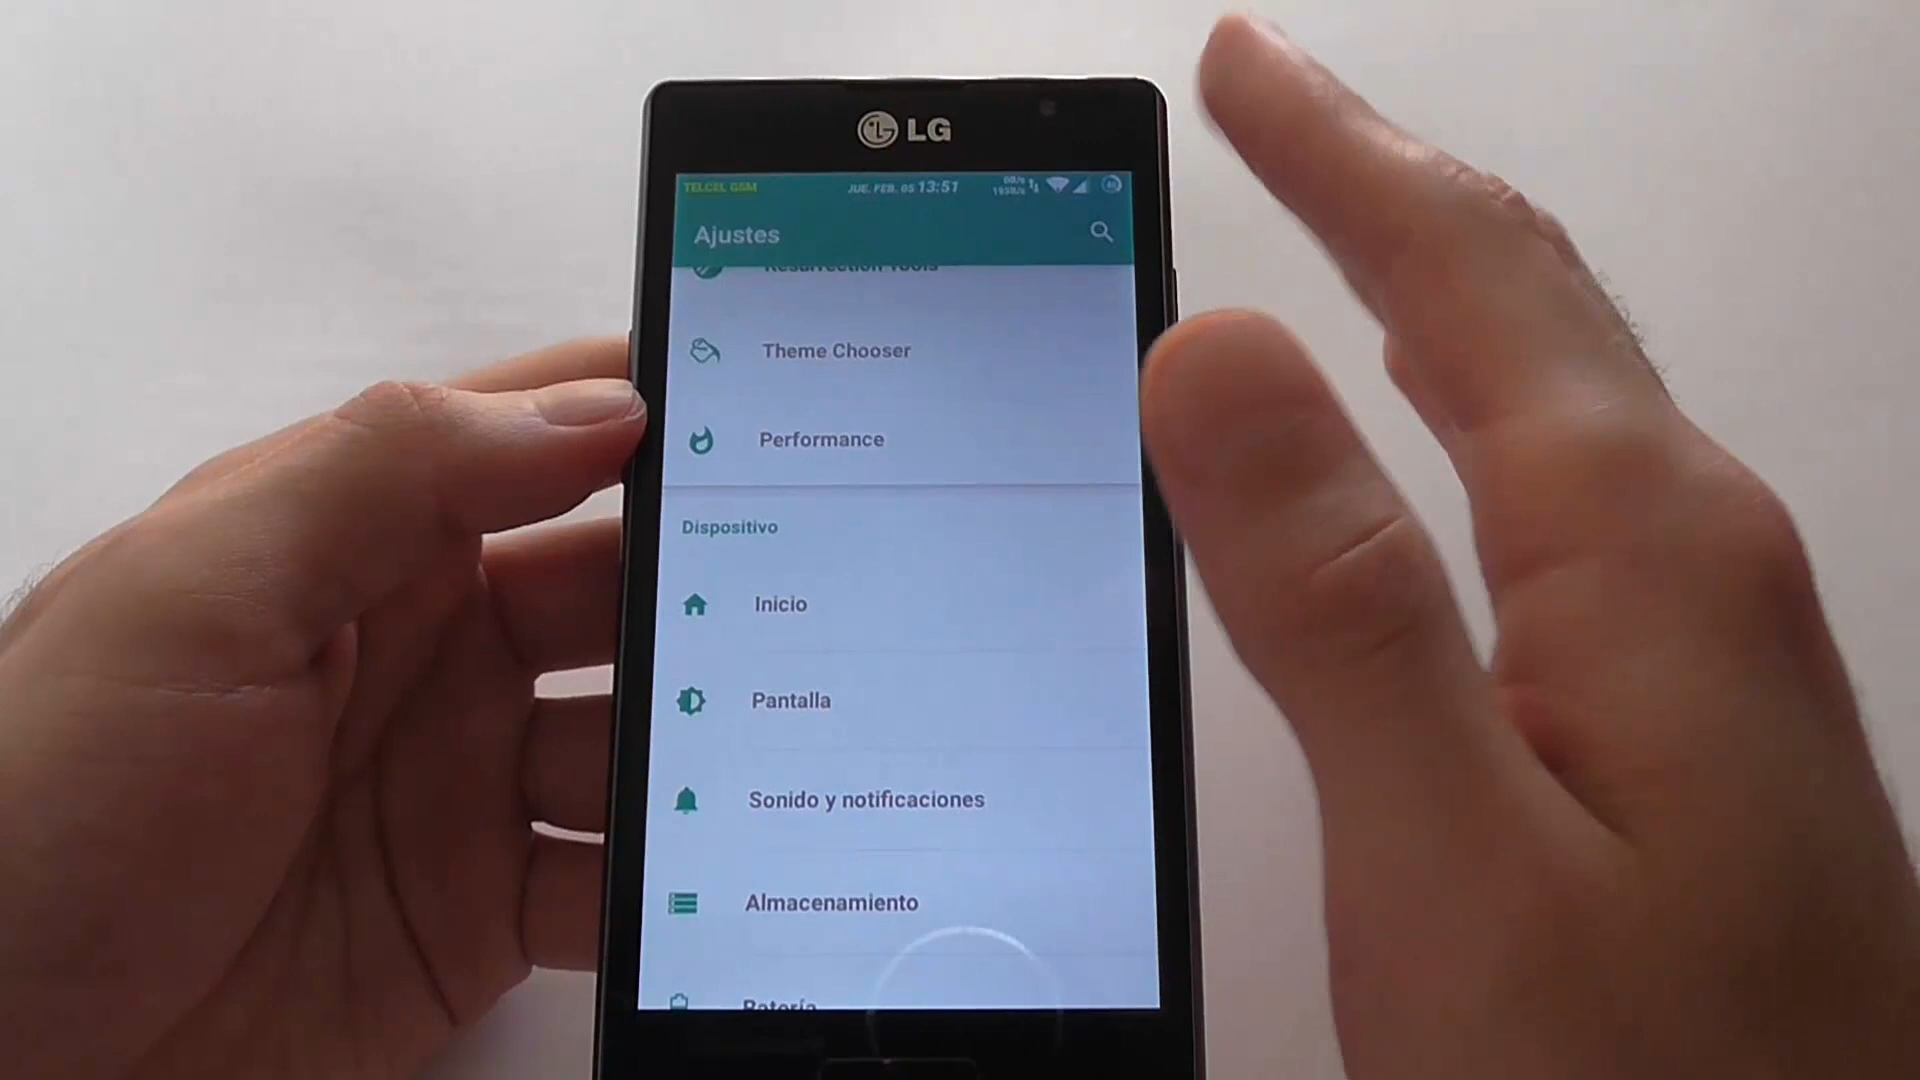 LG
TELCEL GSM
JUE. FEB. 05 13:51
Ajustes
Resurrection Tools
Theme Chooser
Performance
Dispositivo
Inicio
Pantalla
Sonido y notificaciones
Almacenamiento
Batería